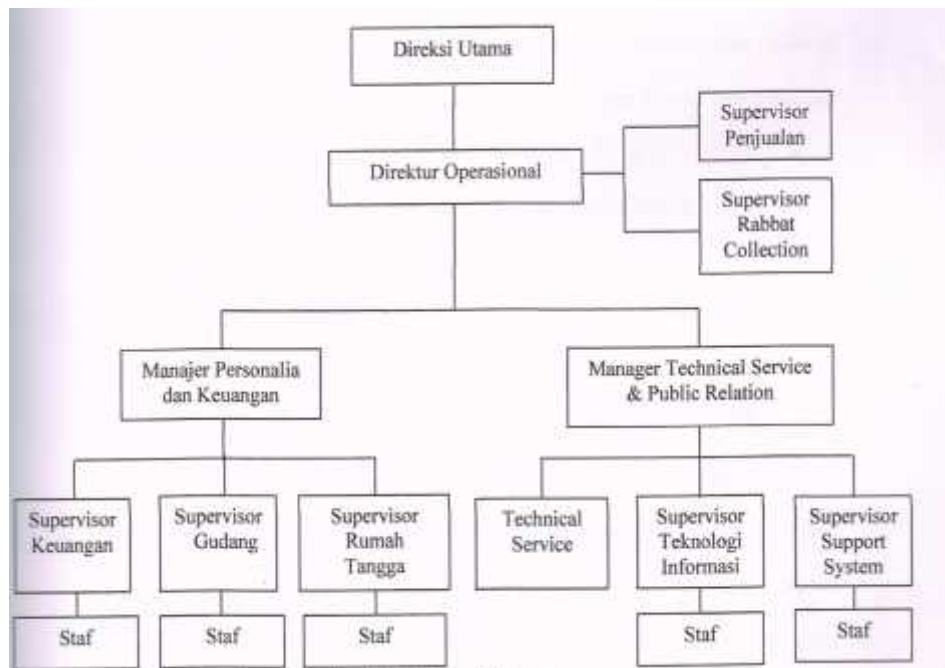 Direksi Utama
Supervisor
Penjualan
Direktur Operasional
Supervisor
Rabbat
Collection
Manajer Personalia
dan Keuangan
Manager Technical Service
& Public Relation
Supervisor
Keuangan
Supervisor
Gudang
Supervisor
Rumah
Tangga
Technical
Service
Supervisor
Teknologi
Informasi
Supervisor
Support
System
Staf
Staf
Staf
Staf
Staf